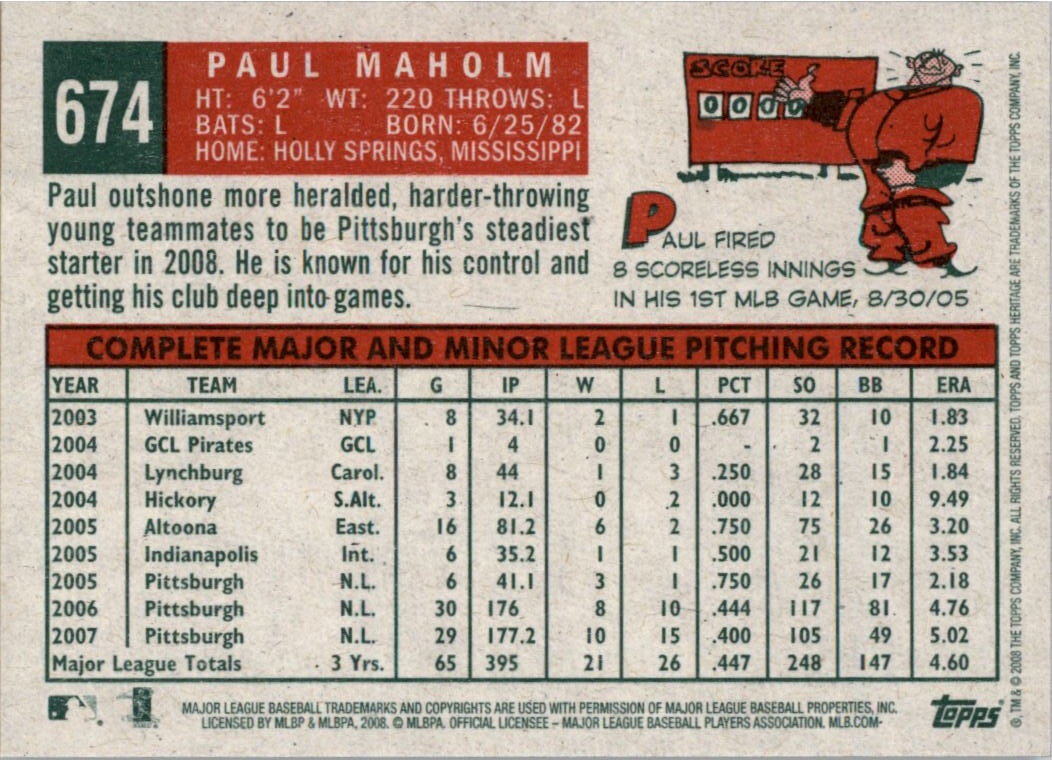 674
PAUL MAHOLM
HT: 6'2" WT: 220 THROWS: L
BATS: L BORN: 6/25/82
HOME: HOLLY SPRINGS, MISSISSIPPI
Paul outshone more heralded, harder-throwing
young teammates to be Pittsburgh's steadiest
starter in 2008. He is known for his control and
getting his club deep into games.
SCORE
0 0 0 0
PAUL FIRED
8 SCORELESS INNINGS
IN HIS 1ST MLB GAME, 8/30/05
COMPLETE MAJOR AND MINOR LEAGUE PITCHING RECORD
YEAR TEAM LEA. G IP W L PCT SO BB ERA
2003 Williamsport NYP 8 34.1 2 1 .667 32 10 1.83
2004 GCL Pirates GCL 1 4 0 0 - 2 1 2.25
2004 Lynchburg Carol. 8 44 1 3 .250 28 15 1.84
2004 Hickory S.Atl. 3 12.1 0 2 .000 12 10 9.49
2005 Altoona East. 16 81.2 6 2 .750 75 26 3.20
2005 Indianapolis Int. 6 35.2 1 1 .500 21 12 3.53
2005 Pittsburgh N.L. 6 41.1 3 1 .750 26 17 2.18
2006 Pittsburgh N.L. 30 176 8 10 .444 117 81 4.76
2007 Pittsburgh N.L. 29 177.2 10 15 .400 105 49 5.02
Major League Totals 3 Yrs. 65 395 21 26 .447 248 147 4.60
MAJOR LEAGUE BASEBALL TRADEMARKS AND COPYRIGHTS ARE USED WITH PERMISSION OF MAJOR LEAGUE BASEBALL PROPERTIES, INC.
LICENSED BY MLBP & MLBPA, 2008. © MLBPA. OFFICIAL LICENSEE – MAJOR LEAGUE BASEBALL PLAYERS ASSOCIATION. MLB.COM
Topps
®, TM & © 2008 THE TOPPS COMPANY, INC. ALL RIGHTS RESERVED. TOPPS AND TOPPS HERITAGE ARE TRADEMARKS OF THE TOPPS COMPANY, INC.